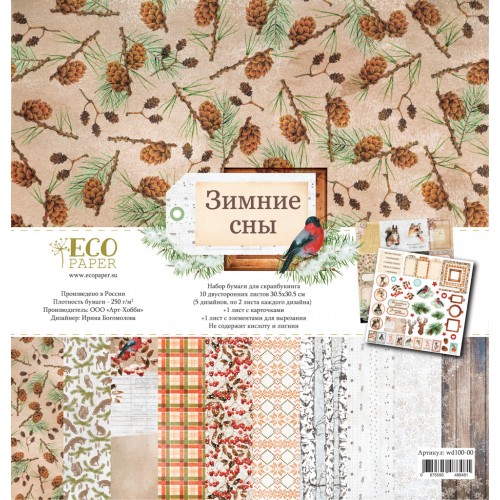 Зимние
сны
ECO
PAPER
www.ecopaper.su
Произведено в России
Плотность бумаги - 250 г/м²
Производитель: ООО «Арт-Хобби»
Дизайнер: Ирина Богомолова
Набор бумаги для скрапбукинга
10 двусторонних листов 30.5x30.5 см
(5 дизайнов, по 2 листа каждого дизайна)
+1 лист с карточками
+1 лист с элементами для вырезания
Не содержит кислоту и лигнин
Артикул: wd100-00